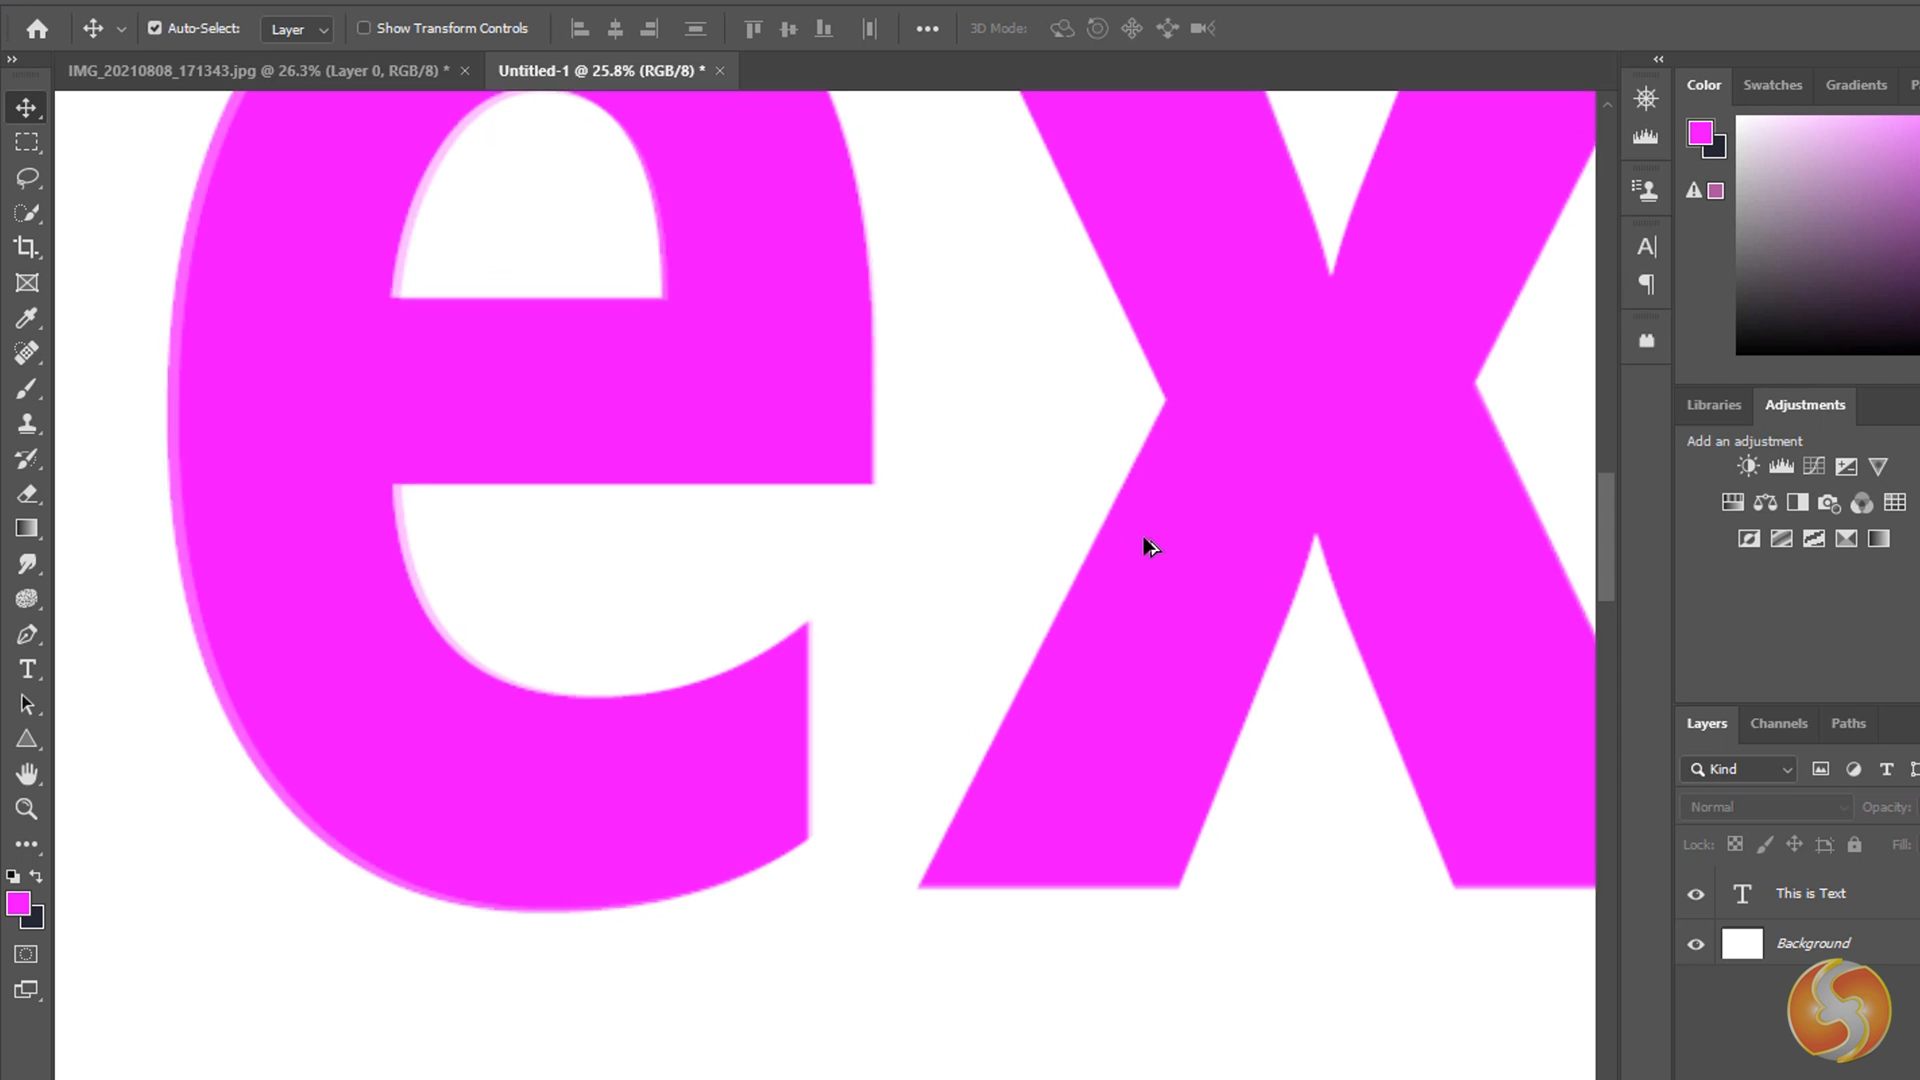 Auto-Select: Layer Show Transform Controls 3D Mode:
IMG_20210808_171343.jpg @ 26.3% (Layer 0, RGB/8) * Untitled-1 @ 25.8% (RGB/8) *
Color Swatches Gradients P
ex
Libraries Adjustments
Add an adjustment
Layers Channels Paths
Kind
Normal Opacity:
Lock: Fill:
This is Text
Background